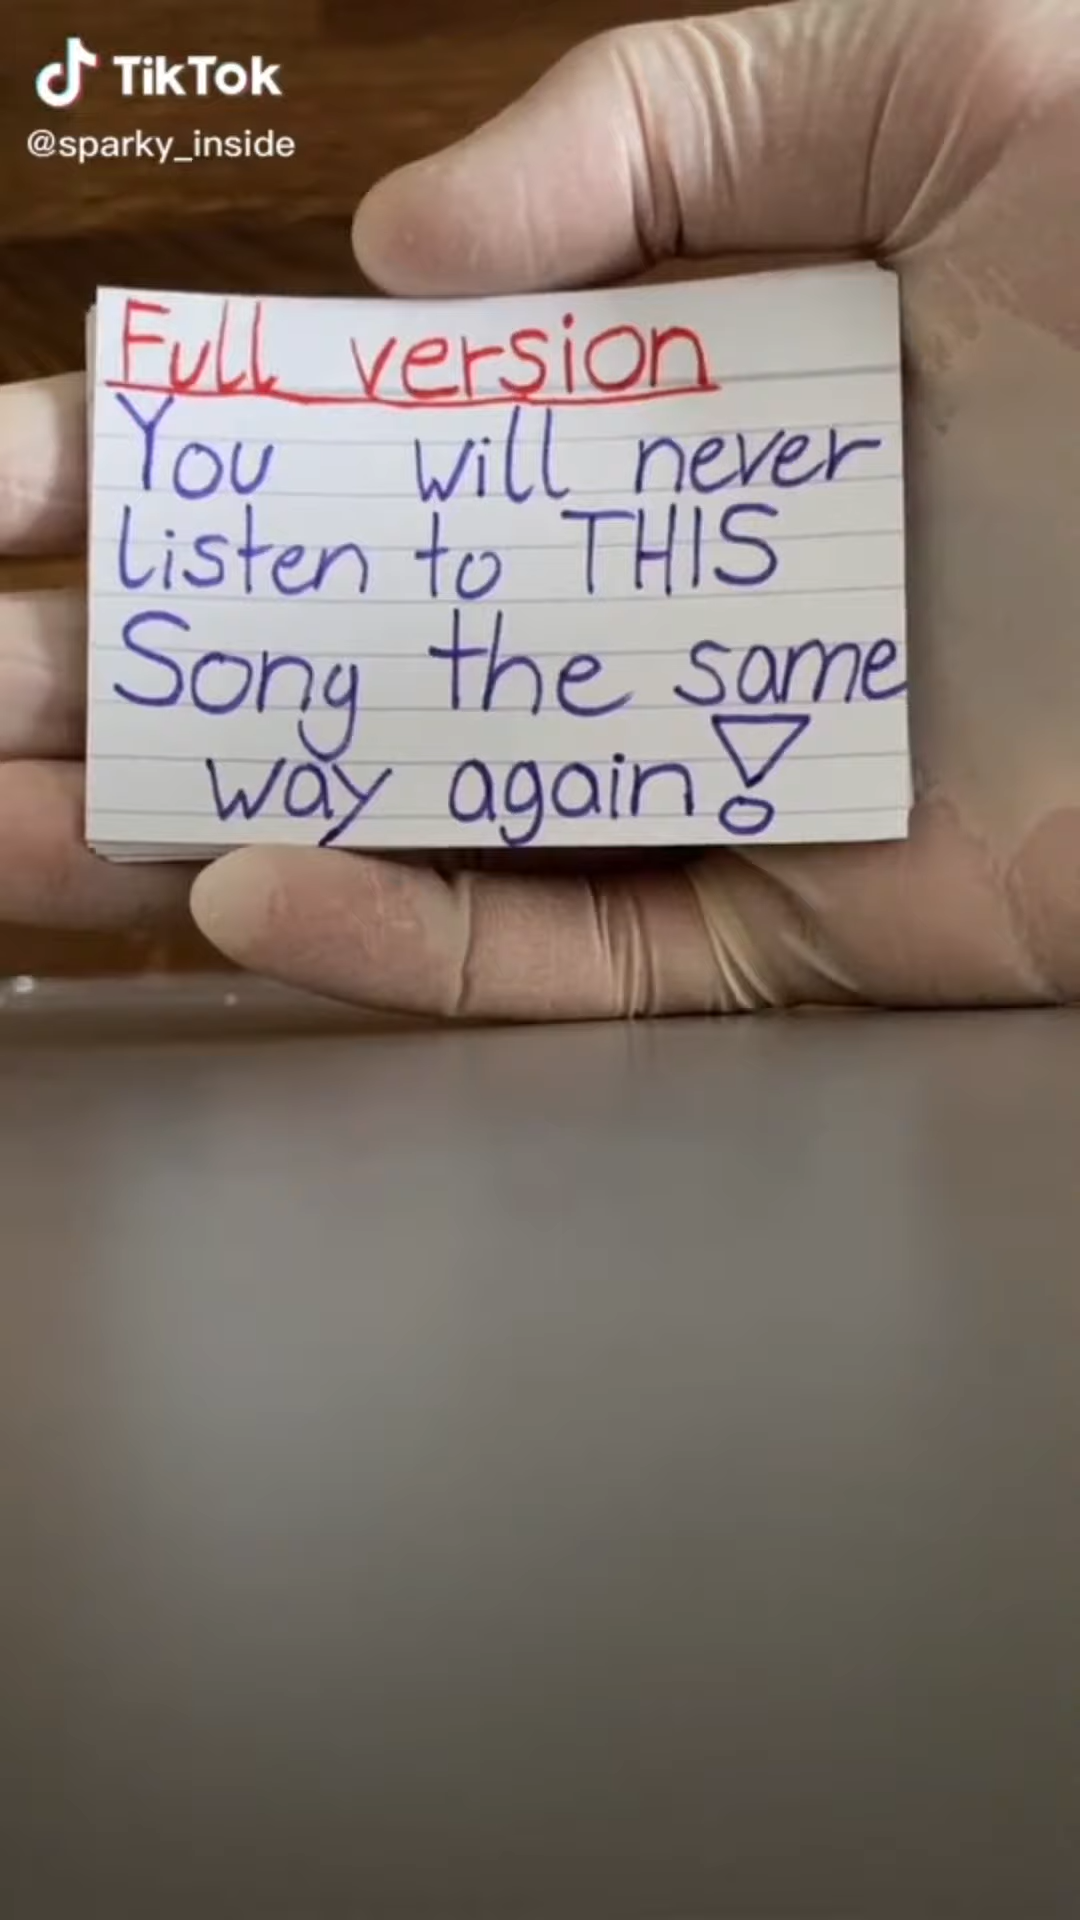 TikTok
@sparky_inside
Full version
You will never
listen to THIS
Song the same
way again!